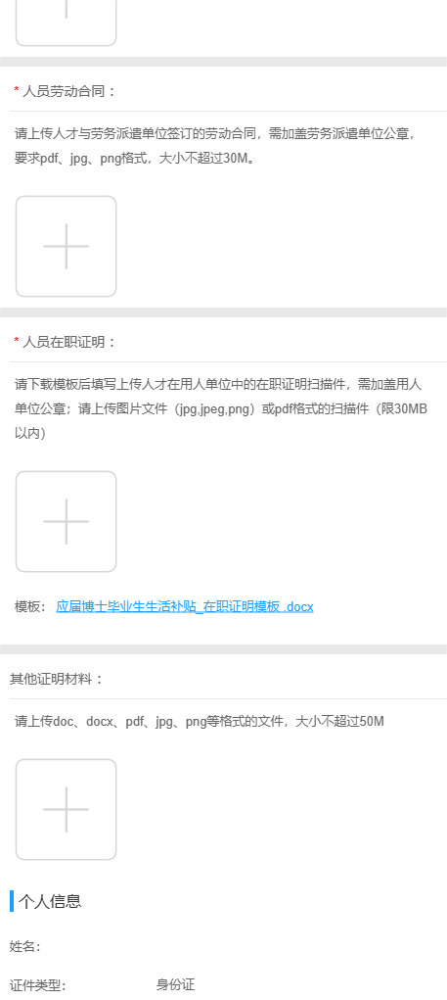 * 人员劳动合同：
请上传人才与劳务派遣单位签订的劳动合同，需加盖劳务派遣单位公章，
要求pdf、jpg、png格式，大小不超过30M。
* 人员在职证明：
请下载模板后填写上传人才在用人单位中的在职证明扫描件，需加盖用人
单位公章；请上传图片文件（jpg,jpeg,png）或pdf格式的扫描件（限30MB
以内）
模板： 应届博士毕业生生活补贴_在职证明模板 .docx
其他证明材料：
请上传doc、docx、pdf、jpg、png等格式的文件，大小不超过50M
个人信息
姓名：
证件类型： 身份证